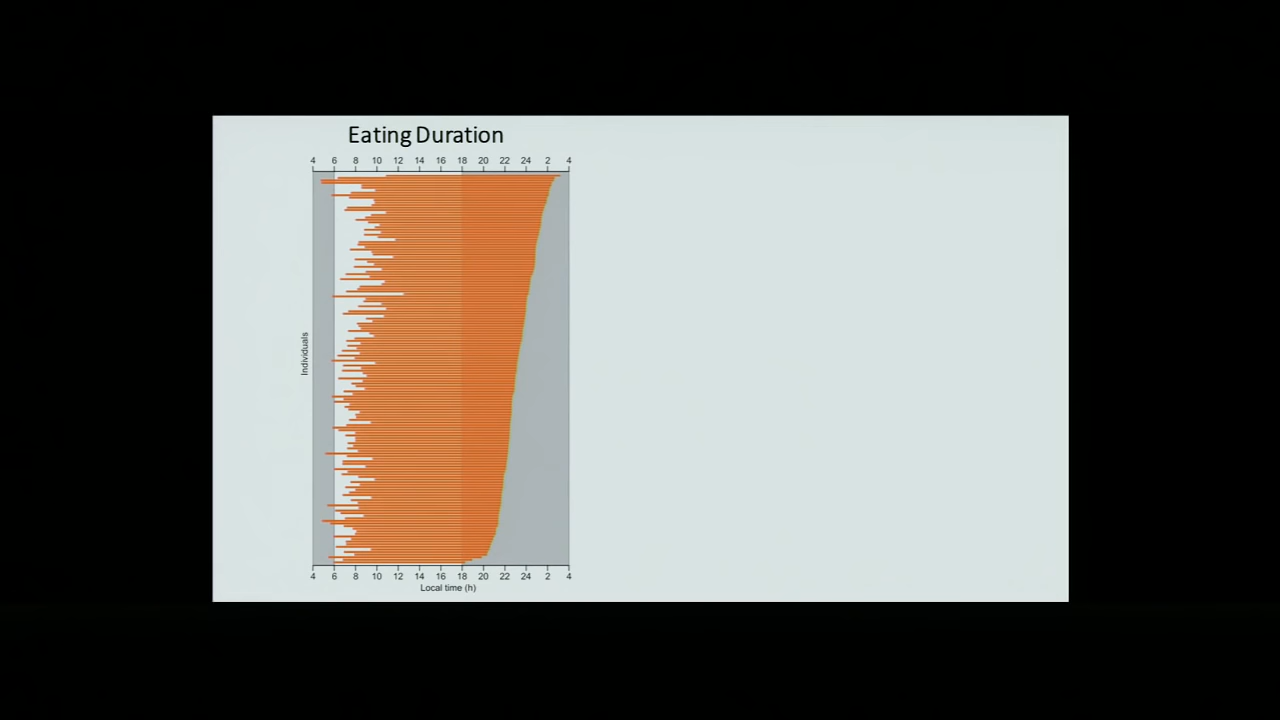 Eating Duration
4 6 8 10 12 14 16 18 20 22 24 2 4
Individuals
4 6 8 10 12 14 16 18 20 22 24 2 4
Local time (h)